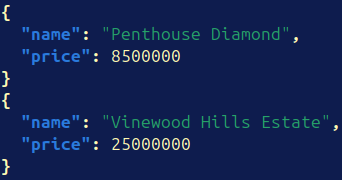 {
  "name": "Penthouse Diamond",
  "price": 8500000
}
{
  "name": "Vinewood Hills Estate",
  "price": 25000000
}